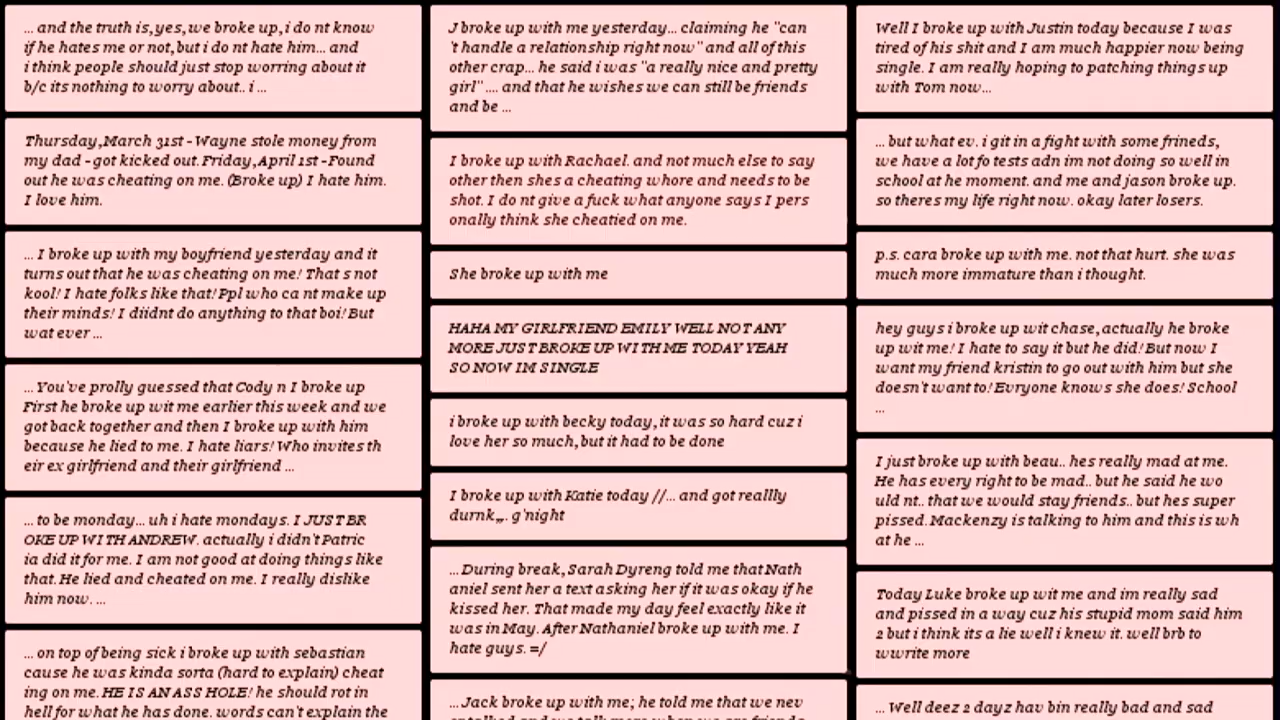 ... and the truth is,yes,we broke up,i do nt know
if he hates me or not,but i do nt hate him... and
i think people should just stop worring about it
b/c its nothing to worry about.. i ...
Thursday,March 31st - Wayne stole money from
my dad - got kicked out. Friday,April 1st - Found
out he was cheating on me. (Broke up) I hate him.
I love him.
... I broke up with my boyfriend yesterday and it
turns out that he was cheating on me! That s not
kool! I hate folks like that! Ppl who ca nt make up
their minds! I diidnt do anything to that boi! But
wat ever ...
... You've prolly guessed that Cody n I broke up
First he broke up wit me earlier this week and we
got back together and then I broke up with him
because he lied to me. I hate liars! Who invites th
eir ex girlfriend and their girlfriend ...
... to be monday... uh i hate mondays. I JUST BR
OKE UP WITH ANDREW. actually i didn't Patric
ia did it for me. I am not good at doing things like
that. He lied and cheated on me. I really dislike
him now. ...
... on top of being sick i broke up with sebastian
cause he was kinda sorta (hard to explain) cheat
ing on me. HE IS AN ASS HOLE! he should rot in
hell for what he has done. words can't explain the
J broke up with me yesterday... claiming he "can
't handle a relationship right now" and all of this
other crap... he said i was "a really nice and pretty
girl" .... and that he wishes we can still be friends
and be ...
I broke up with Rachael. and not much else to say
other then shes a cheating whore and needs to be
shot. I do nt give a fuck what anyone says I pers
onally think she cheatied on me.
She broke up with me
HAHA MY GIRLFRIEND EMILY WELL NOT ANY
MORE JUST BROKE UP WITH ME TODAY YEAH
SO NOW IM SINGLE
i broke up with becky today,it was so hard cuz i
love her so much,but it had to be done
I broke up with Katie today //... and got reallly
durnk,,,. g'night
... During break, Sarah Dyreng told me that Nath
aniel sent her a text asking her if it was okay if he
kissed her. That made my day feel exactly like it
was in May. After Nathaniel broke up with me. I
hate guys. =/
... Jack broke up with me; he told me that we nev
er talked and we talk more when we are friends
Well I broke up with Justin today because I was
tired of his shit and I am much happier now being
single. I am really hoping to patching things up
with Tom now...
... but what ev. i git in a fight with some frineds,
we have a lot fo tests adn im not doing so well in
school at he moment. and me and jason broke up.
so theres my life right now. okay later losers.
p.s. cara broke up with me. not that hurt. she was
much more immature than i thought.
hey guys i broke up wit chase,actually he broke
up wit me! I hate to say it but he did! But now I
want my friend kristin to go out with him but she
doesn't want to! Evryone knows she does! School
...
I just broke up with beau.. hes really mad at me.
He has every right to be mad.. but he said he wo
uld nt.. that we would stay friends.. but hes super
pissed. Mackenzy is talking to him and this is wh
at he ...
Today Luke broke up wit me and im really sad
and pissed in a way cuz his stupid mom said him
2 but i think its a lie well i knew it. well brb to
wwrite more
... Well deez 2 dayz hav bin really bad and sad